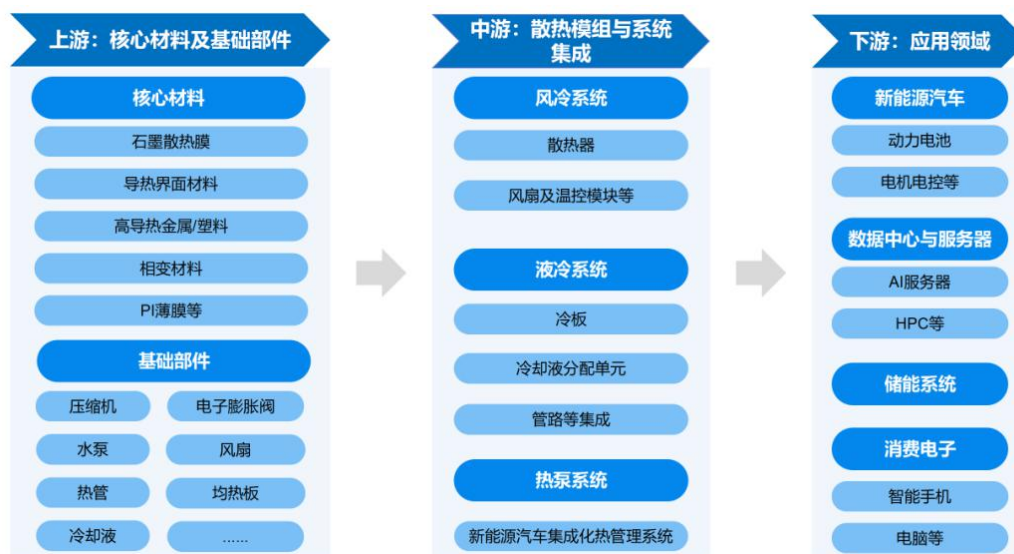 上游：核心材料及基础部件
核心材料
石墨散热膜
导热界面材料
高导热金属/塑料
相变材料
PI薄膜等
基础部件
压缩机
电子膨胀阀
水泵
风扇
热管
均热板
冷却液
......
中游：散热模组与系统
集成
风冷系统
散热器
风扇及温控模块等
液冷系统
冷板
冷却液分配单元
管路等集成
热泵系统
新能源汽车集成化热管理系统
下游：应用领域
新能源汽车
动力电池
电机电控等
数据中心与服务器
AI服务器
HPC等
储能系统
消费电子
智能手机
电脑等